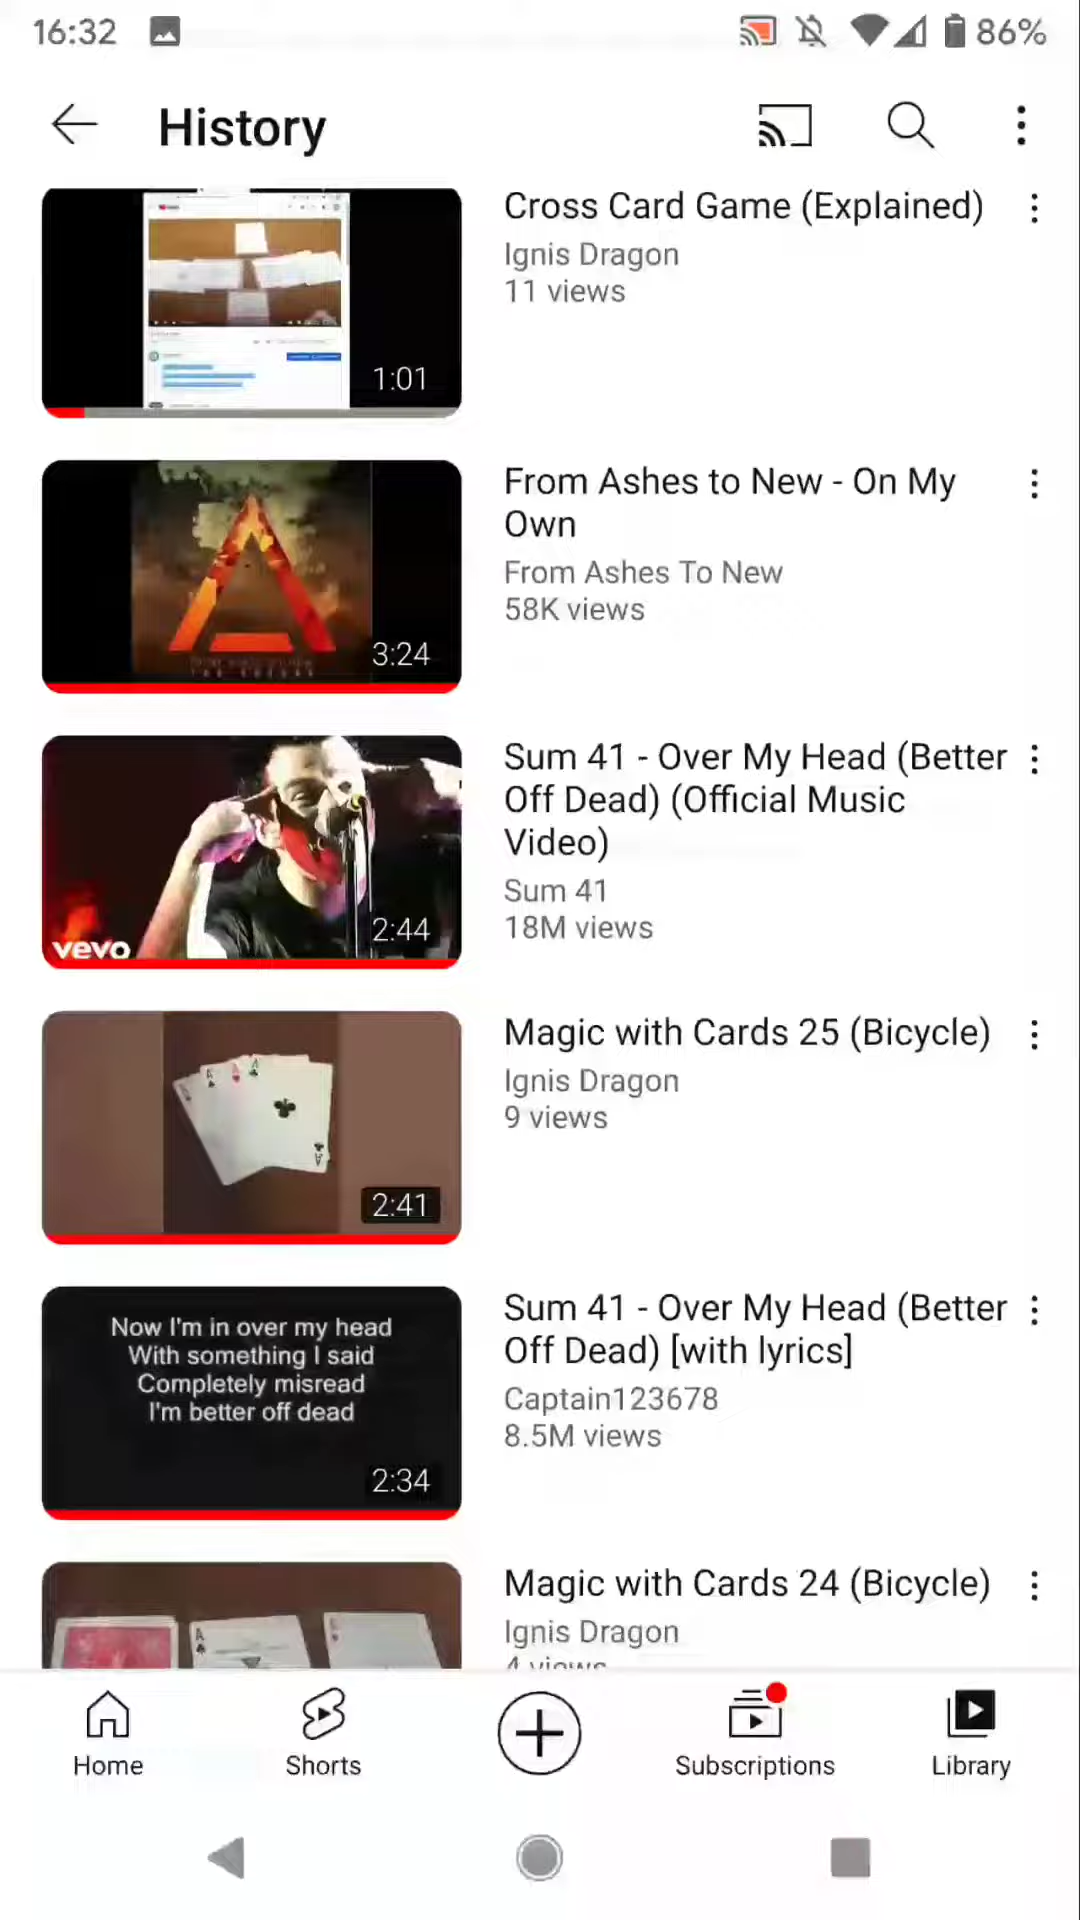 16:32
86%
History
Cross Card Game (Explained)
Ignis Dragon
11 views
1:01
From Ashes to New - On My
Own
From Ashes To New
58K views
3:24
Sum 41 - Over My Head (Better
Off Dead) (Official Music
Video)
Sum 41
18M views
vevo
2:44
Magic with Cards 25 (Bicycle)
Ignis Dragon
9 views
2:41
Sum 41 - Over My Head (Better
Off Dead) [with lyrics]
Captain123678
8.5M views
Now I'm in over my head
With something I said
Completely misread
I'm better off dead
2:34
Magic with Cards 24 (Bicycle)
Ignis Dragon
4 views
Home
Shorts
Subscriptions
Library